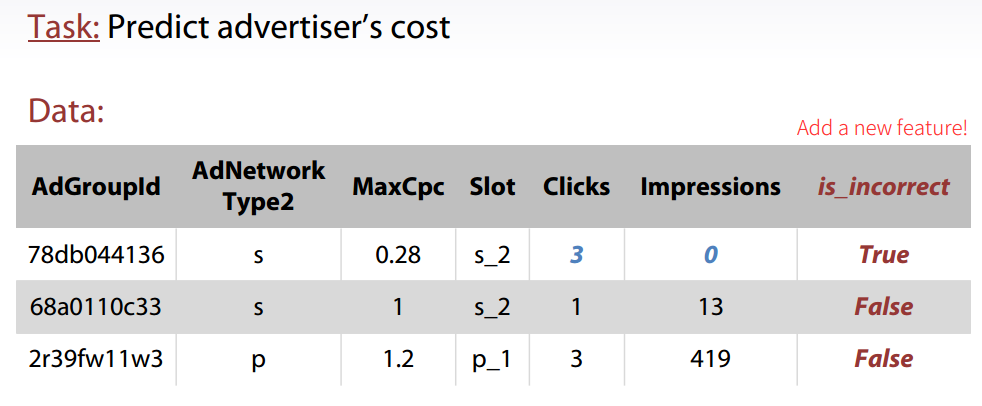 Task: Predict advertiser's cost
Data:
Add a new feature!
AdGroupId AdNetwork Type2 MaxCpc Slot Clicks Impressions is_incorrect
78db044136 s 0.28 s_2 3 0 True
68a0110c33 s 1 s_2 1 13 False
2r39fw11w3 p 1.2 p_1 3 419 False